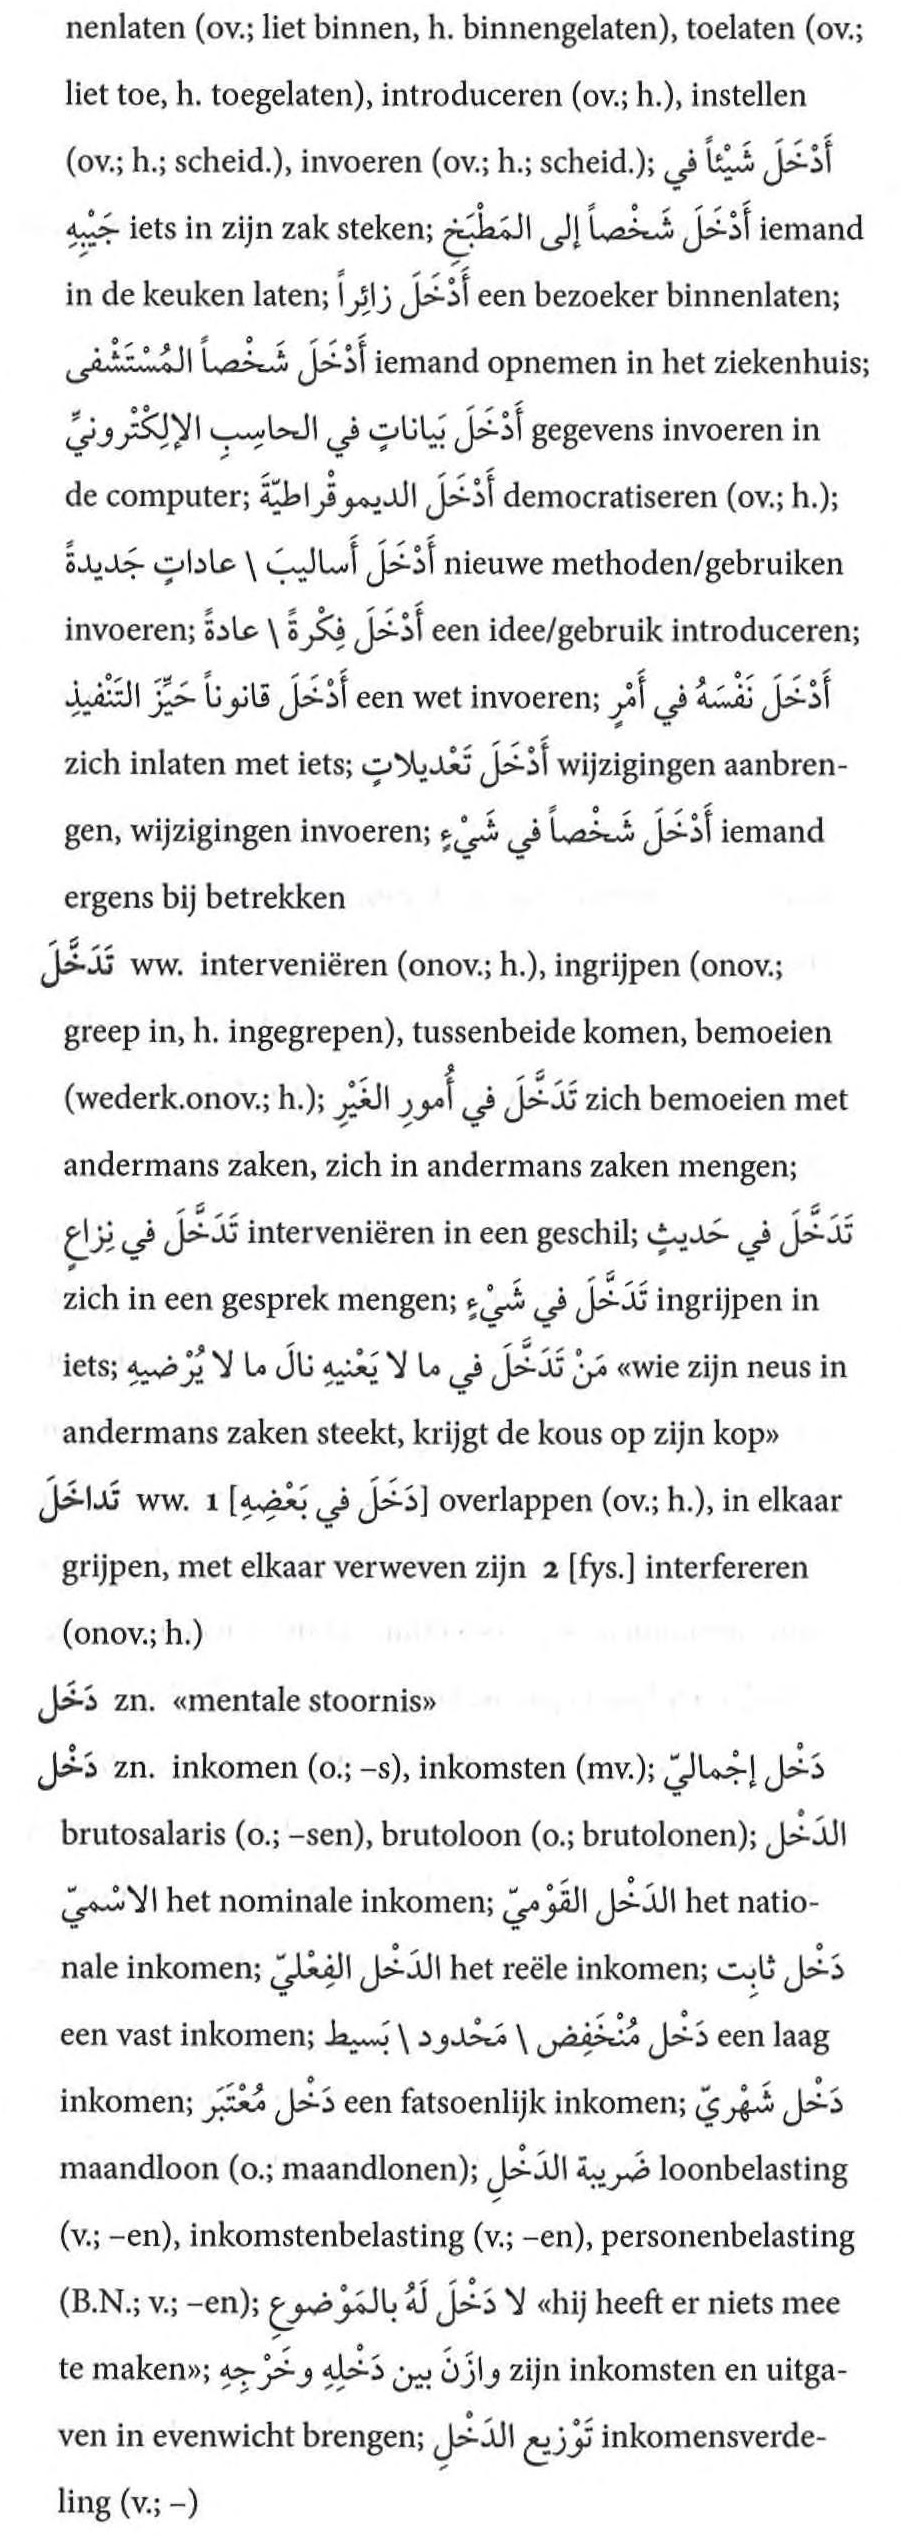 nenlaten (ov.; liet binnen, h. binnengelaten), toelaten (ov.;
liet toe, h. toegelaten), introduceren (ov.; h.), instellen
(ov.; h.; scheid.), invoeren (ov.; h.; scheid.); أَدْخَلَ شَيْئاً في
جَيْبِهِ iets in zijn zak steken; أَدْخَلَ شَخْصاً إلى المَطْبَخِ iemand
in de keuken laten; أَدْخَلَ زائِراً een bezoeker binnenlaten;
أَدْخَلَ شَخْصاً المُسْتَشْفى iemand opnemen in het ziekenhuis;
أَدْخَلَ بَياناتٍ في الحاسِبِ الإلِكْتْرونيِّ gegevens invoeren in
de computer; أَدْخَلَ الديموقْراطيّةَ democratiseren (ov.; h.);
أَدْخَلَ أَساليبَ \ عاداتٍ جَديدةً nieuwe methoden/gebruiken
invoeren; أَدْخَلَ فِكْرةً \ عادةً een idee/gebruik introduceren;
أَدْخَلَ قانوناً حَيِّزَ التَنْفيذِ een wet invoeren; أَدْخَلَ نَفْسَهُ في أَمْرٍ
zich inlaten met iets; أَدْخَلَ تَعْديلاتٍ wijzigingen aanbren-
gen, wijzigingen invoeren; أَدْخَلَ شَخْصاً في شَيْءٍ iemand
ergens bij betrekken
تَدَخَّلَ ww. interveniëren (onov.; h.), ingrijpen (onov.;
greep in, h. ingegrepen), tussenbeide komen, bemoeien
(wederk.onov.; h.); تَدَخَّلَ في أُمورِ الغَيْرِ zich bemoeien met
andermans zaken, zich in andermans zaken mengen;
تَدَخَّلَ في نِزاعٍ interveniëren in een geschil; تَدَخَّلَ في حَديثٍ
zich in een gesprek mengen; تَدَخَّلَ في شَيْءٍ ingrijpen in
iets; مَنْ تَدَخَّلَ في ما لا يَعْنيهِ نالَ ما لا يُرْضيهِ «wie zijn neus in
andermans zaken steekt, krijgt de kous op zijn kop»
تَداخَلَ ww. 1 [دَخَلَ في بَعْضِهِ] overlappen (ov.; h.), in elkaar
grijpen, met elkaar verweven zijn 2 [fys.] interfereren
(onov.; h.)
دَخَل zn. «mentale stoornis»
دَخْل zn. inkomen (o.; –s), inkomsten (mv.); دَخْل إجْماليّ
brutosalaris (o.; –sen), brutoloon (o.; brutolonen); الدَخْل
الاسْميّ het nominale inkomen; الدَخْل القَوْميّ het natio-
nale inkomen; الدَخْل الفِعْليّ het reële inkomen; دَخْل ثابِت
een vast inkomen; دَخْل مُنْخَفِض \ مَحْدود \ بَسيط een laag
inkomen; دَخْل مُعْتَبَر een fatsoenlijk inkomen; دَخْل شَهْريّ
maandloon (o.; maandlonen); ضَريبة الدَخْلِ loonbelasting
(v.; –en), inkomstenbelasting (v.; –en), personenbelasting
(B.N.; v.; –en); لا دَخْلَ لَهُ بِالمَوْضوعِ «hij heeft er niets mee
te maken»; وازَنَ بين دَخْلِهِ وخَرْجِهِ zijn inkomsten en uitga-
ven in evenwicht brengen; تَوْزيع الدَخْلِ inkomensverde-
ling (v.; –)